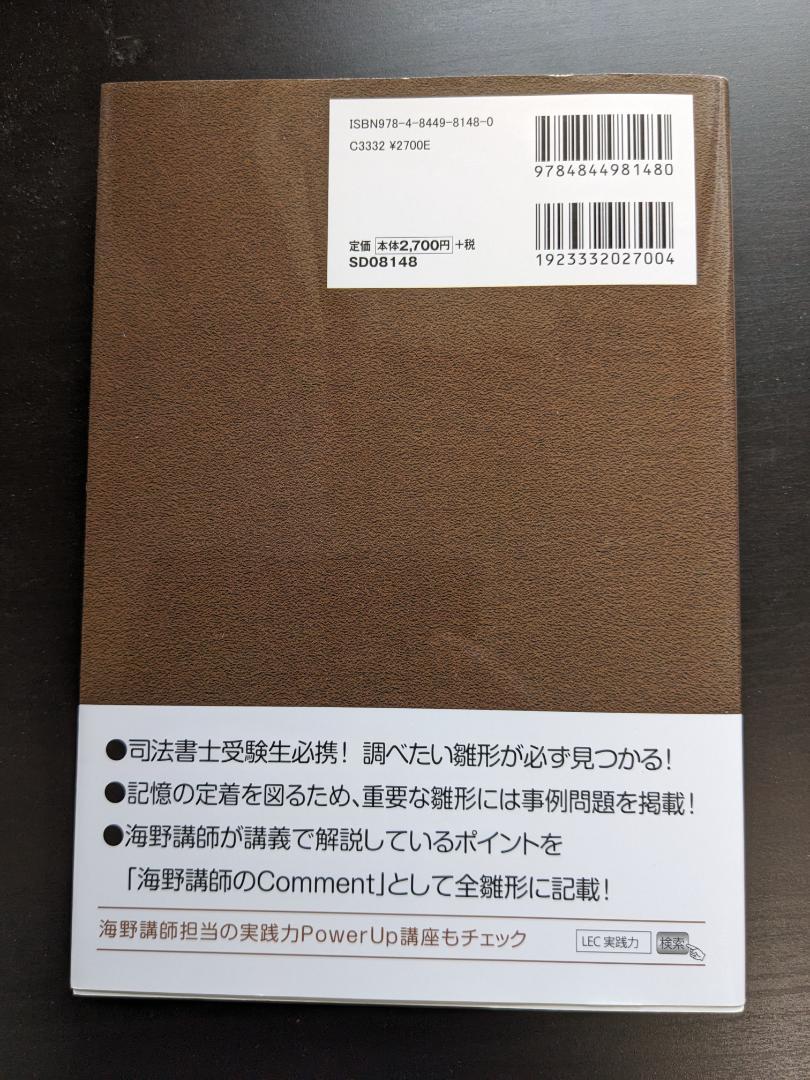 ISBN978-4-8449-8148-0
C3332 ¥2700E
9784844981480
定価 本体2,700円 +税
SD08148
1923332027004
●司法書士受験生必携! 調べたい雛形が必ず見つかる!
●記憶の定着を図るため、重要な雛形には事例問題を掲載!
●海野講師が講義で解説しているポイントを
「海野講師のComment」として全雛形に記載!
海野講師担当の実践力PowerUp講座もチェック
LEC 実践力 検索